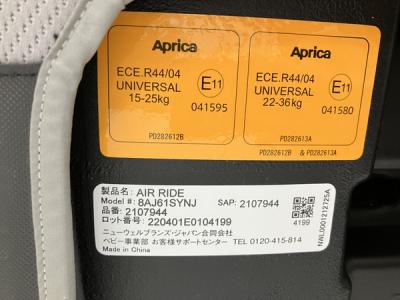 Aprica
ECE.R44/04
UNIVERSAL
15-25kg
E11
041595
PD282612B
Aprica
ECE.R44/04
UNIVERSAL
22-36kg
E11
041580
PD282613A
PD282612B & PD282613A
製品名: AIR RIDE
Model #: 8AJ61SYNJ SAP: 2107944
品番: 2107944
ロット番号: 220401E0104199
4199
ニューウェルブランズ・ジャパン合同会社
ベビー事業部 お客様サポートセンター TEL 0120-415-814
Made in China
NWL0001212725A